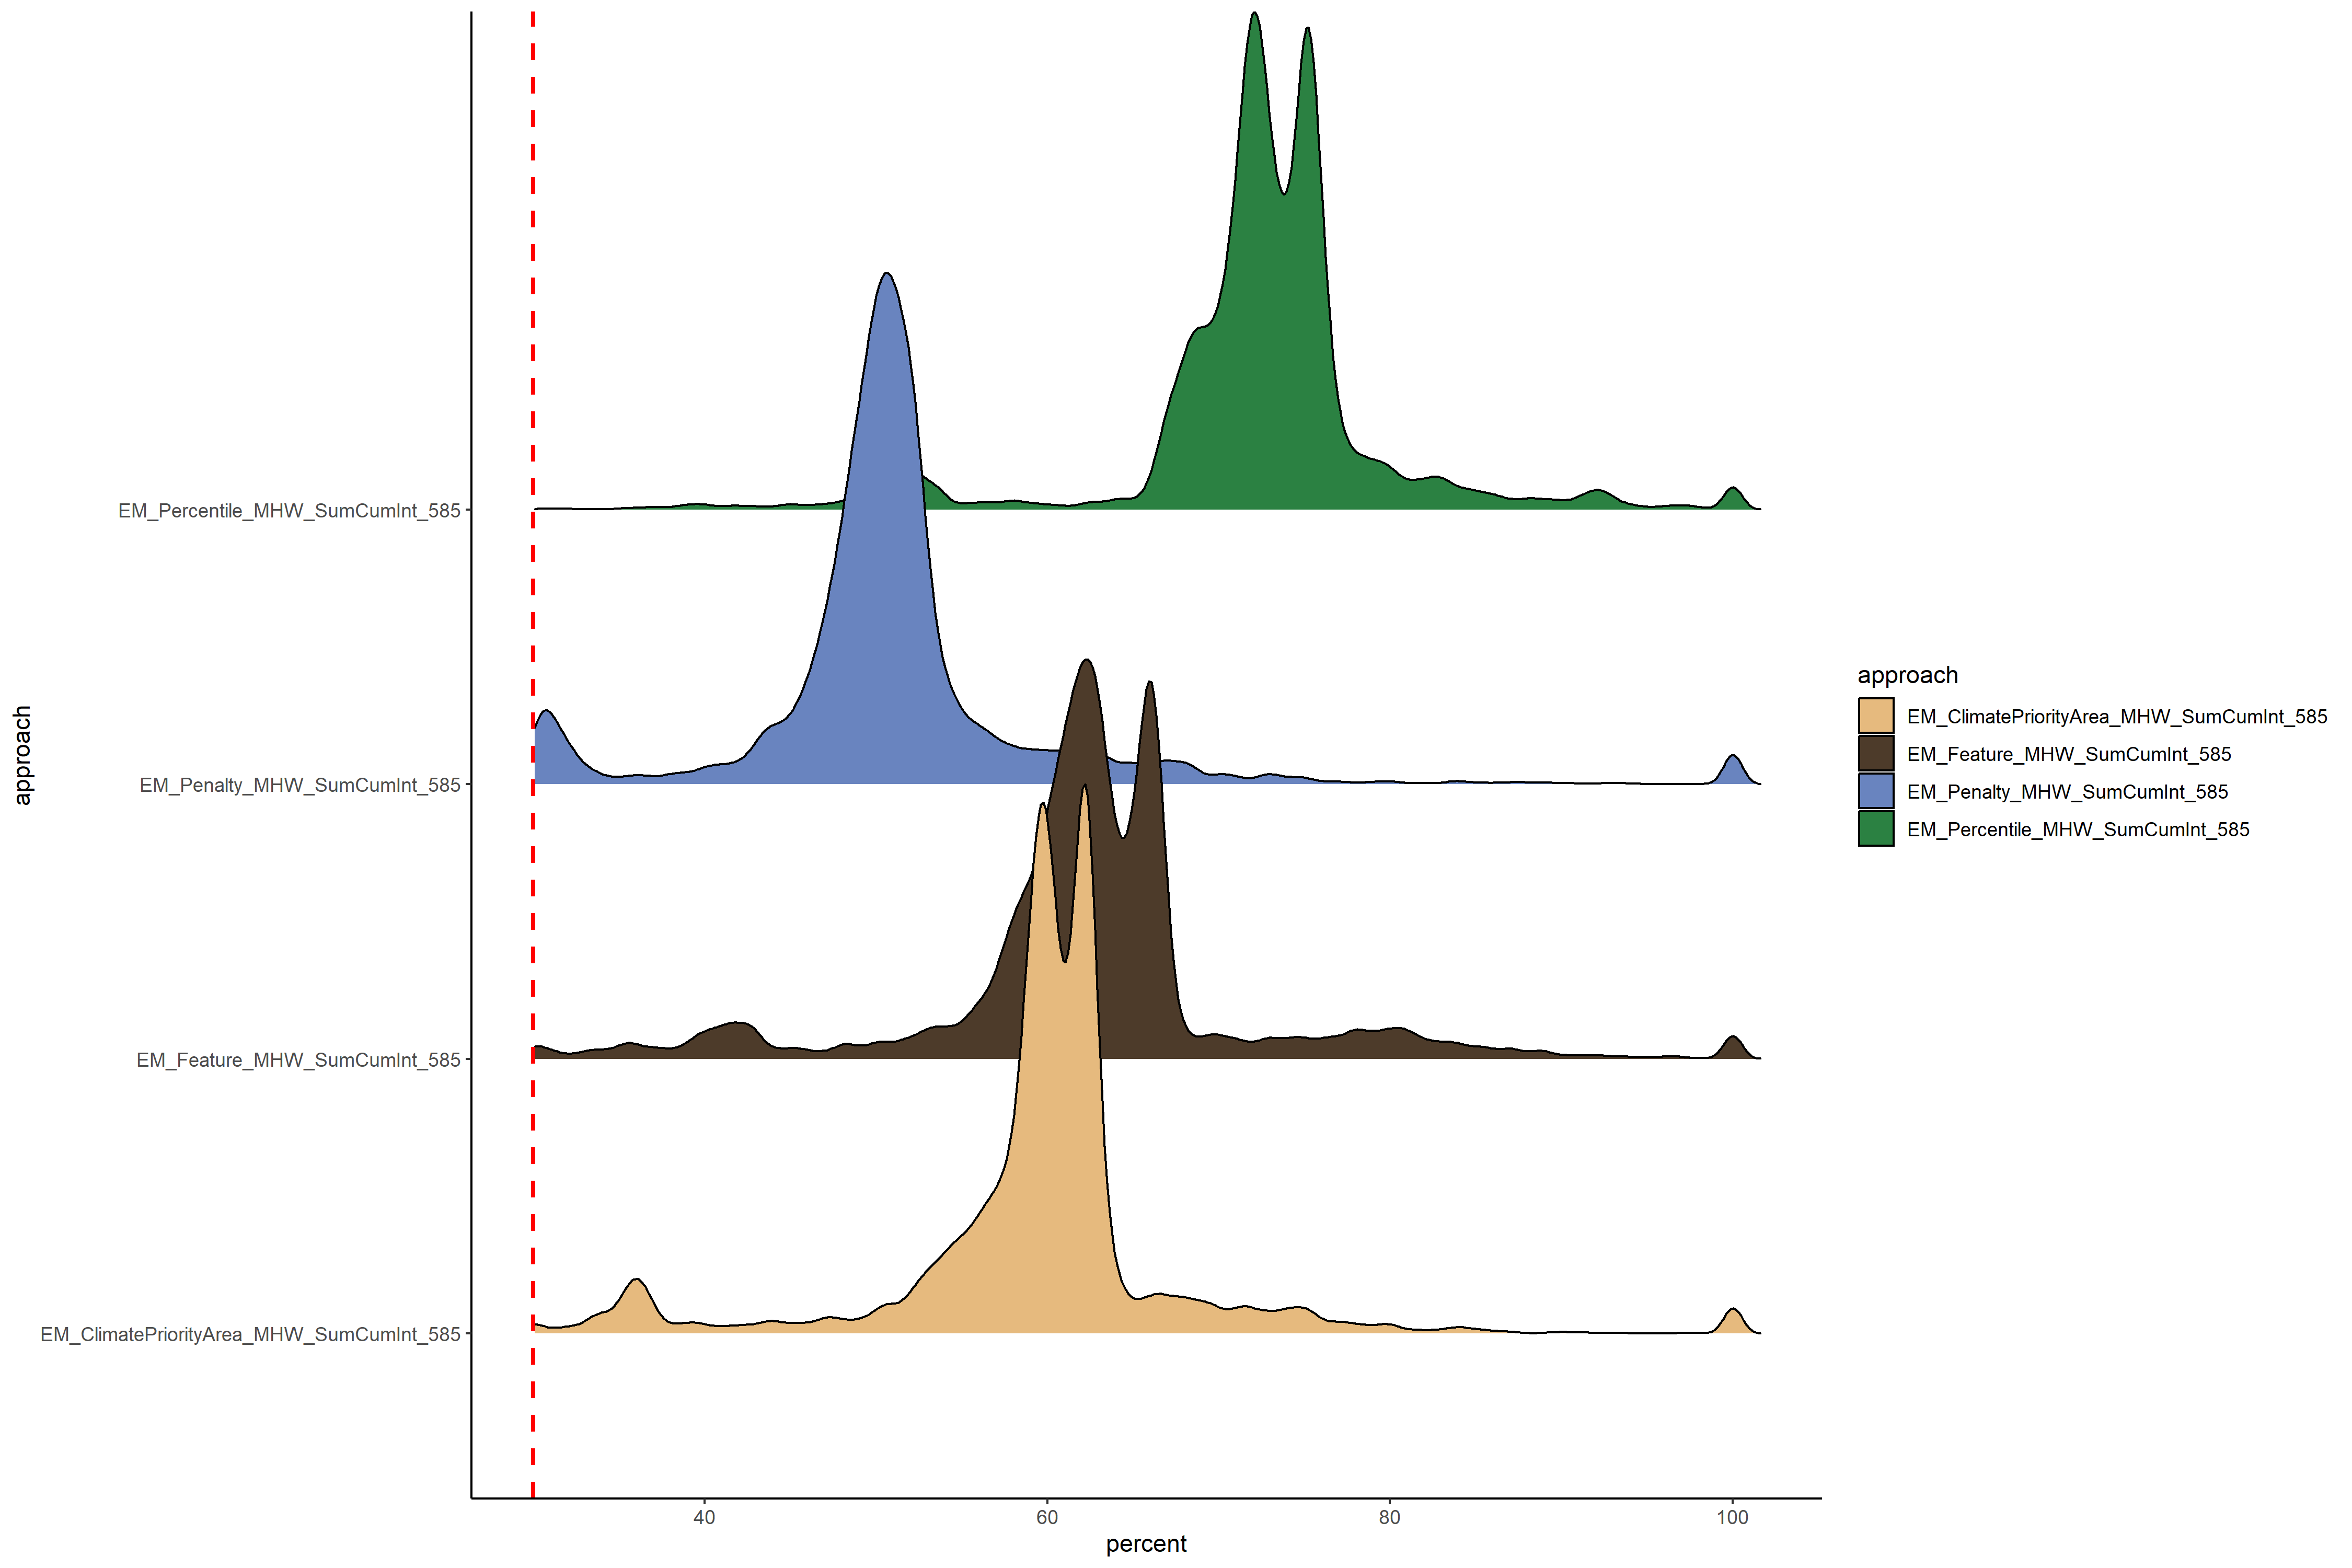 EM_Percentile_MHW_SumCumInt_585
EM_Penalty_MHW_SumCumInt_585
EM_Feature_MHW_SumCumInt_585
EM_ClimatePriorityArea_MHW_SumCumInt_585
approach
40 60 80 100
percent
approach
EM_ClimatePriorityArea_MHW_SumCumInt_585
EM_Feature_MHW_SumCumInt_585
EM_Penalty_MHW_SumCumInt_585
EM_Percentile_MHW_SumCumInt_585